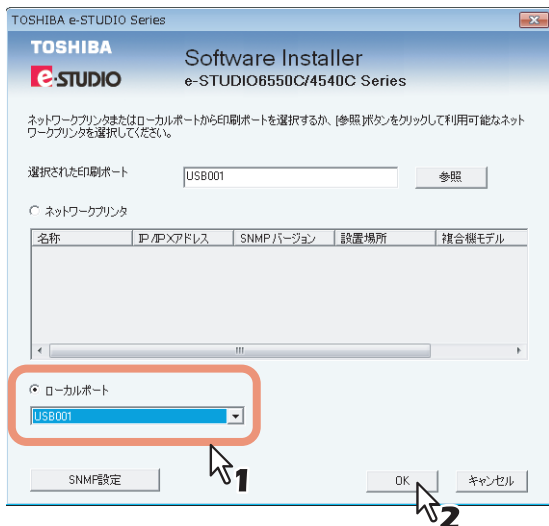 TOSHIBA e-STUDIO Series
TOSHIBA
e-STUDIO
Software Installer
e-STUDIO6550C/4540C Series
ネットワークプリンタまたはローカルポートから印刷ポートを選択するか、[参照]ボタンをクリックして利用可能なネット
ワークプリンタを選択してください。
選択された印刷ポート
USB001
参照
ネットワークプリンタ
名称 IP/IPXアドレス SNMPバージョン 設置場所 複合機モデル
ローカルポート
USB001
1
SNMP設定
OK
キャンセル
2